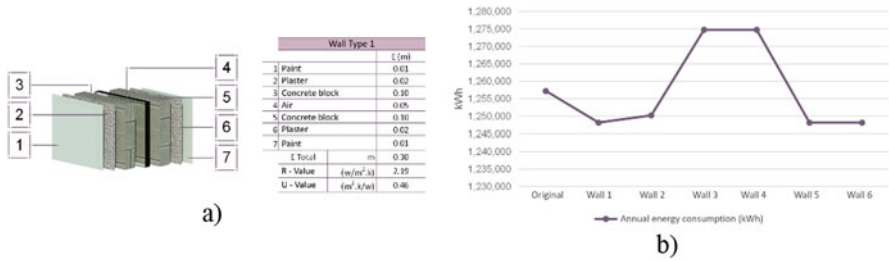 3
2
1
4
5
6
7
a)
Wall Type 1
E (m)
1 Paint 0.01
2 Plaster 0.02
3 Concrete block 0.10
4 Air 0.05
5 Concrete block 0.10
6 Plaster 0.02
7 Paint 0.01
E Total m 0.30
R - Value (w/m².k) 2.19
U - Value (m².k/w) 0.46
1,280,000
1,275,000
1,270,000
1,265,000
1,260,000
1,255,000
1,250,000
1,245,000
1,240,000
1,235,000
1,230,000
kWh
Original Wall 1 Wall 2 Wall 3 Wall 4 Wall 5 Wall 6
Annual energy consumption (kWh)
b)